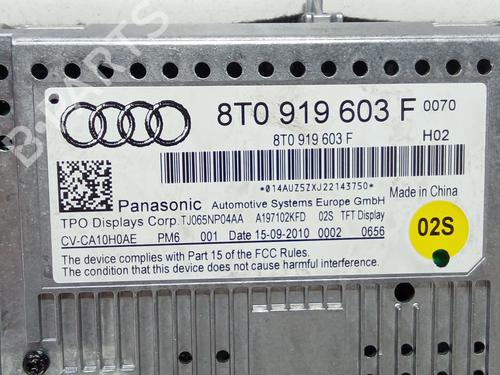 8T0 919 603 F 0070
8T0 919 603 F H02
*014AUZ5ZXJ22143750*
Panasonic Automotive Systems Europe GmbH
Made in China
TPO Displays Corp. TJ065NP04AA A197102KFD 02S TFT Display
CV-CA10H0AE PM6 001 Date 15-09-2010 0002 0656
02S
The device complies with Part 15 of the FCC Rules.
The condition that this device does not cause harmful interference.
B-PARTS